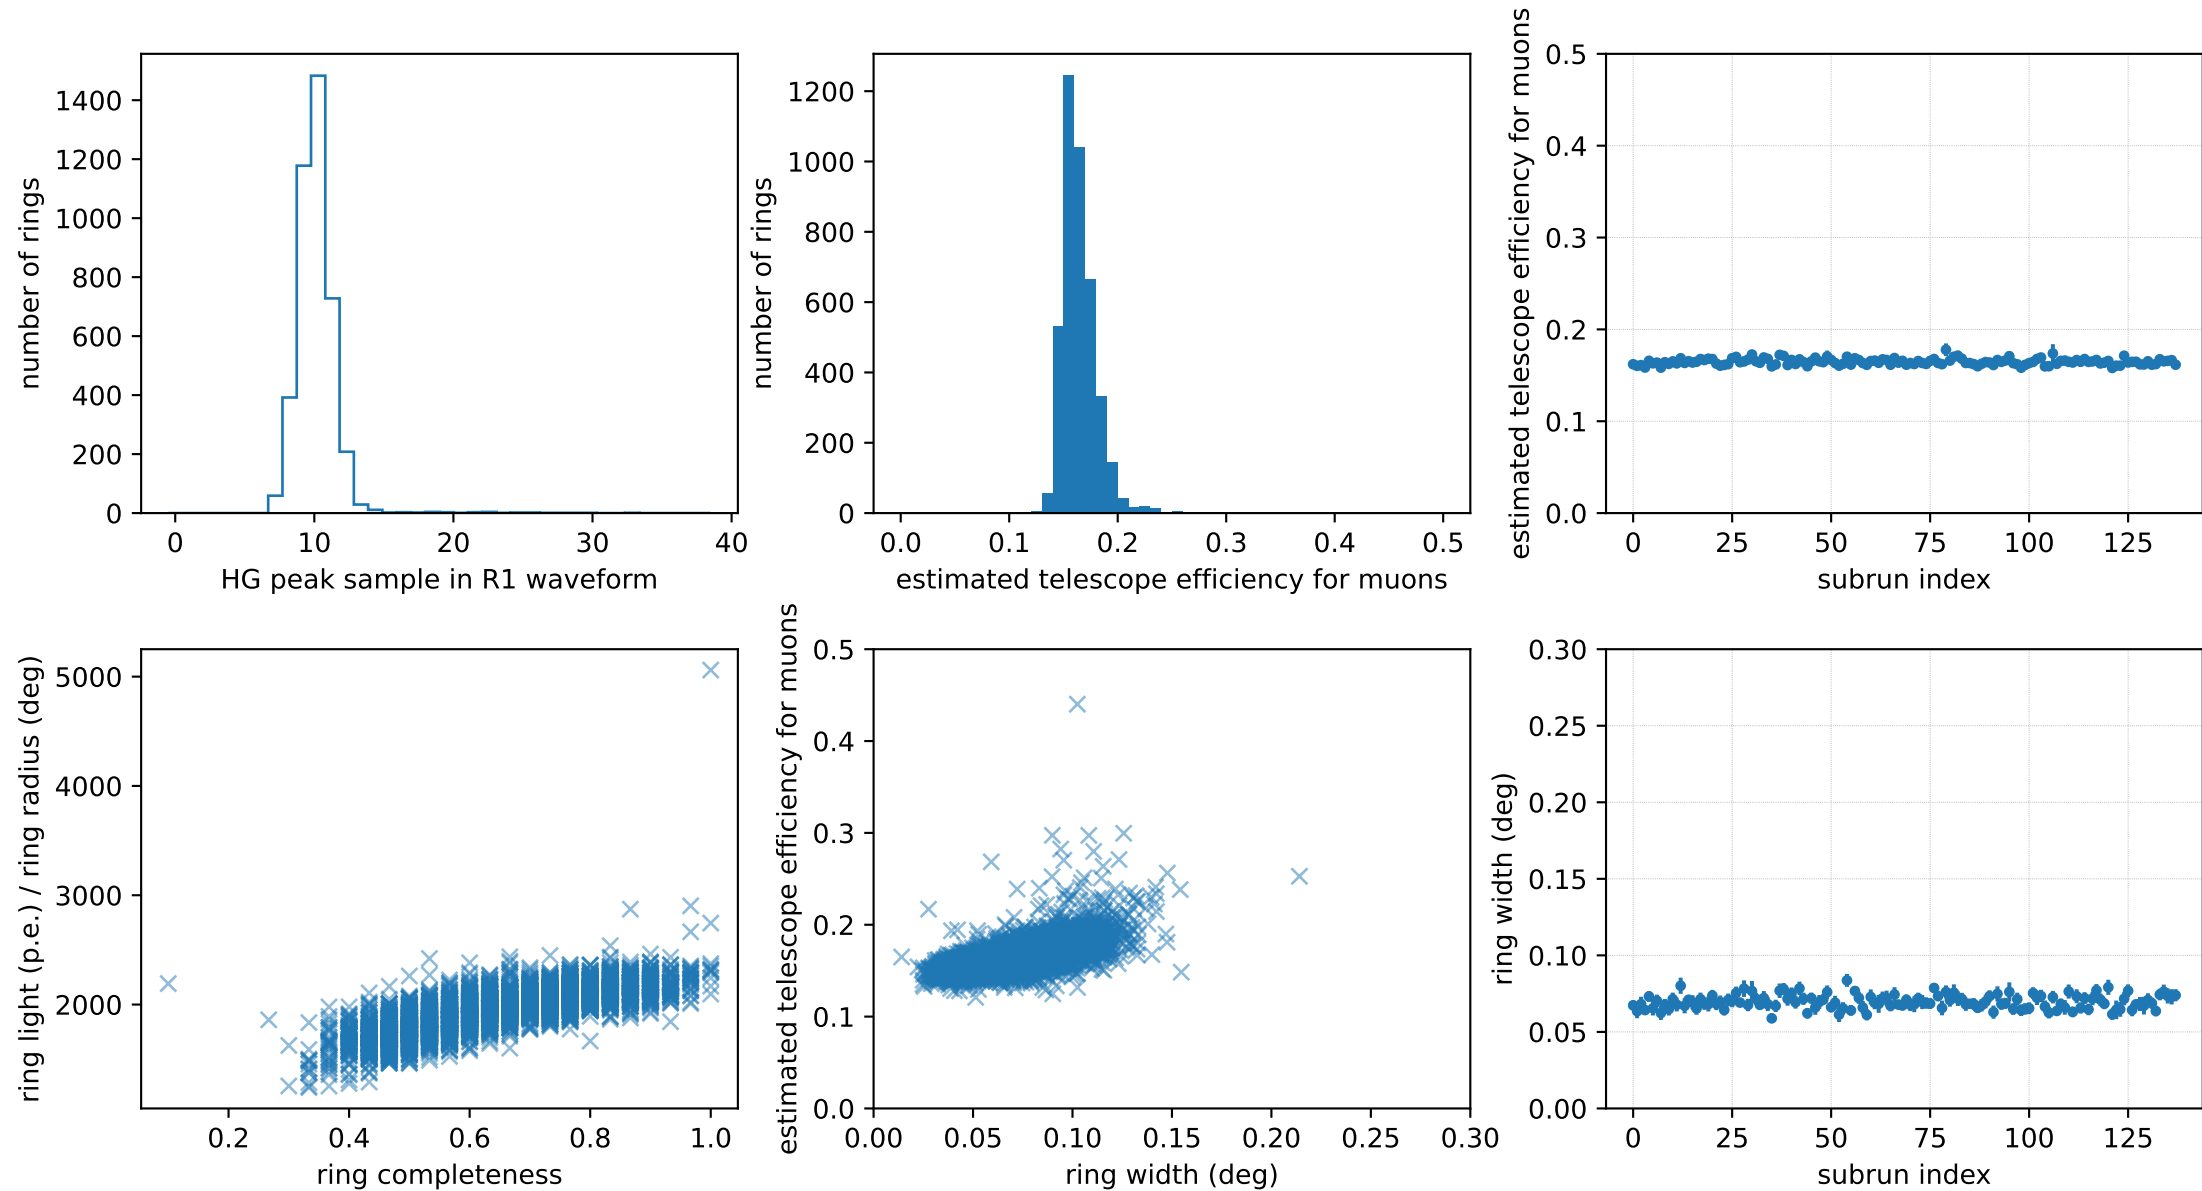 number of rings
1400
1200
1000
800
600
400
200
0
0 10 20 30 40
HG peak sample in R1 waveform
number of rings
1200
1000
800
600
400
200
0
0.0 0.1 0.2 0.3 0.4 0.5
estimated telescope efficiency for muons
estimated telescope efficiency for muons
0.5
0.4
0.3
0.2
0.1
0.0
0 25 50 75 100 125
subrun index
ring light (p.e.) / ring radius (deg)
5000
4000
3000
2000
0.2 0.4 0.6 0.8 1.0
ring completeness
estimated telescope efficiency for muons
0.5
0.4
0.3
0.2
0.1
0.0
0.00 0.05 0.10 0.15 0.20 0.25 0.30
ring width (deg)
ring width (deg)
0.30
0.25
0.20
0.15
0.10
0.05
0.00
0 25 50 75 100 125
subrun index